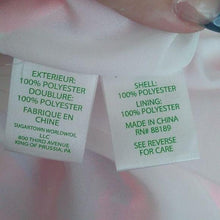 EXTERIEUR:
100% POLYESTER
DOUBLURE:
100% POLYESTER
FABRIQUE EN
CHINE
SUGARTOWN WORLDWIDE,
LLC
800 THIRD AVENUE
KING OF PRUSSIA, PA
SHELL:
100% POLYESTER
LINING:
100% POLYESTER
MADE IN CHINA
RN# 88189
SEE REVERSE
FOR CARE